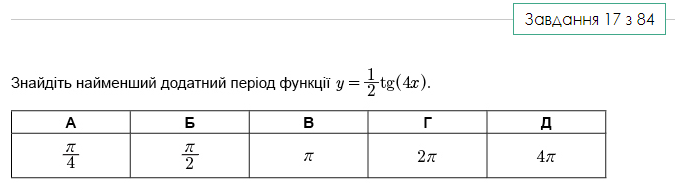 Завдання 17 з 84
Знайдіть найменший додатний період функції y = 1/2 tg(4x).
А Б В Г Д
π/4 π/2 π 2π 4π